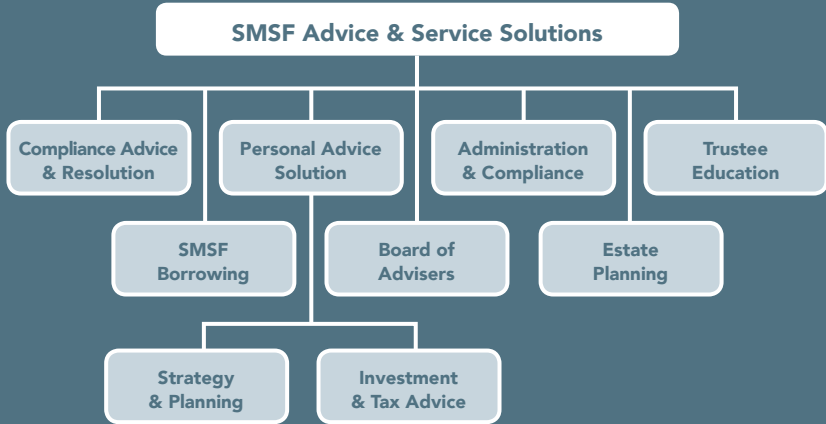 SMSF Advice & Service Solutions
Compliance Advice
& Resolution
Personal Advice
Solution
Administration
& Compliance
Trustee
Education
SMSF
Borrowing
Board of
Advisers
Estate
Planning
Strategy
& Planning
Investment
& Tax Advice